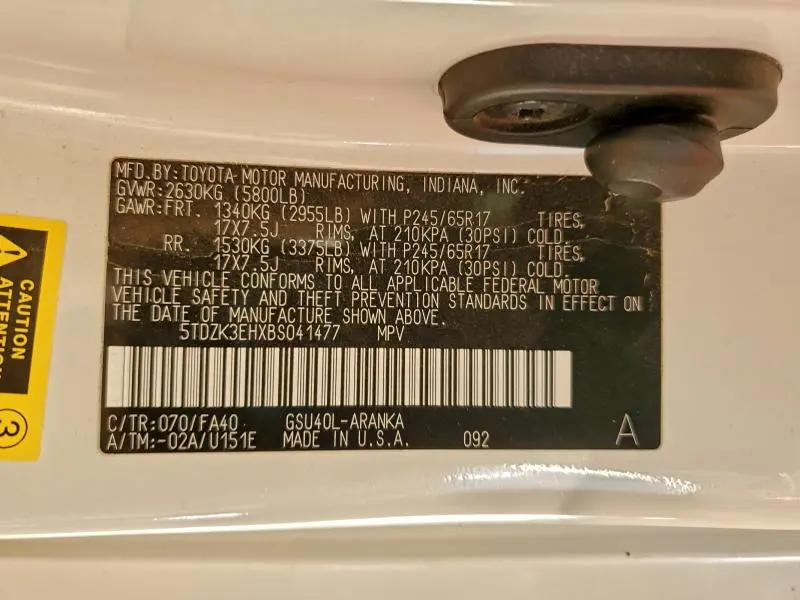 MFD.BY:TOYOTA MOTOR MANUFACTURING, INDIANA, INC.
GVWR:2630KG (5800LB)
GAWR:FRT. 1340KG (2955LB) WITH P245/65R17 TIRES,
17X7.5J RIMS, AT 210KPA (30PSI) COLD.
RR. 1530KG (3375LB) WITH P245/65R17 TIRES,
17X7.5J RIMS, AT 210KPA (30PSI) COLD.
THIS VEHICLE CONFORMS TO ALL APPLICABLE FEDERAL MOTOR
VEHICLE SAFETY AND THEFT PREVENTION STANDARDS IN EFFECT ON
THE DATE OF MANUFACTURE SHOWN ABOVE.
5TDZK3EHXBS041477 MPV
C/TR:070/FA40 GSU40L-ARANKA
A/TM:-02A/U151E MADE IN U.S.A. 092 A
CAUTION
ATTENTION
3